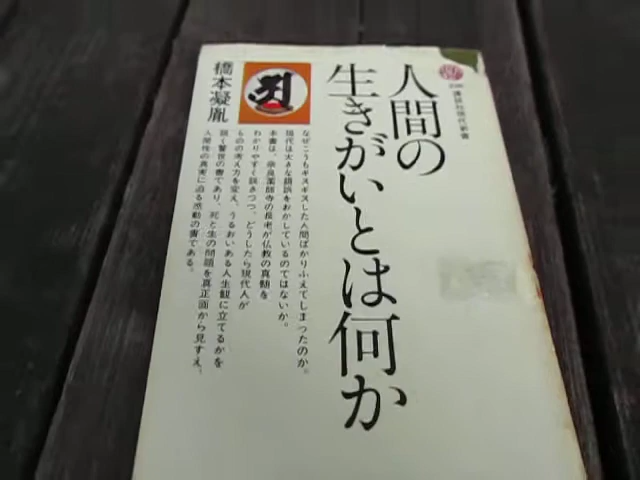 講談社現代新書
人間の
生きがいとは何か
橋本凝胤
なぜこうもギスギスした人間ばかりふえてしまったのか。
現代は大きな錯誤をおかしているのではないか。
本書は、奈良薬師寺の長老が仏教の真髄を
わかりやすく説きつつ、どうしたら現代人が
ものの考え方を変え、うるおいある人生観に立てるかを
説く警世の書であり、死と生の問題を真正面から見すえ、
人間性の真実に迫る感動の書である。